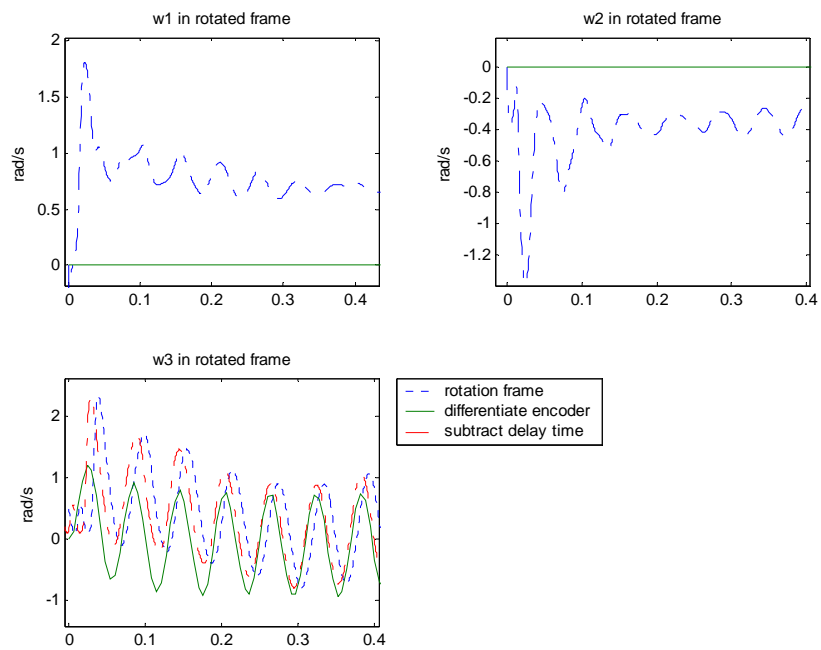 w1 in rotated frame
2
1.5
1
0.5
0
rad/s
0 0.1 0.2 0.3 0.4
w2 in rotated frame
0
-0.2
-0.4
-0.6
-0.8
-1
-1.2
rad/s
0 0.1 0.2 0.3 0.4
w3 in rotated frame
2
1
0
-1
rad/s
0 0.1 0.2 0.3 0.4
rotation frame
differentiate encoder
subtract delay time